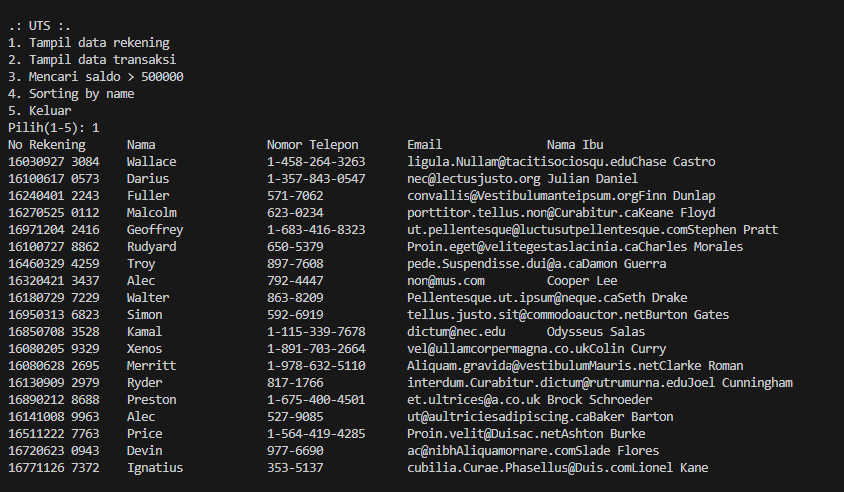 .: UTS :.
1. Tampil data rekening
2. Tampil data transaksi
3. Mencari saldo > 500000
4. Sorting by name
5. Keluar
Pilih(1-5): 1
No Rekening Nama Nomor Telepon Email Nama Ibu
16030927 3084 Wallace 1-458-264-3263 ligula.Nullam@tacitisociosqu.eduChase Castro
16100617 0573 Darius 1-357-843-0547 nec@lectusjusto.org Julian Daniel
16240401 2243 Fuller 571-7062 convallis@Vestibulumanteipsum.orgFinn Dunlap
16270525 0112 Malcolm 623-0234 porttitor.tellus.non@Curabitur.caKeane Floyd
16971204 2416 Geoffrey 1-683-416-8323 ut.pellentesque@luctusutpellentesque.comStephen Pratt
16100727 8862 Rudyard 650-5379 Proin.eget@velitegestaslacinia.caCharles Morales
16460329 4259 Troy 897-7608 pede.Suspendisse.dui@a.caDamon Guerra
16320421 3437 Alec 792-4447 non@mus.com Cooper Lee
16180729 7229 Walter 863-8209 Pellentesque.ut.ipsum@neque.caSeth Drake
16950313 6823 Simon 592-6919 tellus.justo.sit@commodoauctor.netBurton Gates
16850708 3528 Kamal 1-115-339-7678 dictum@nec.edu Odysseus Salas
16080205 9329 Xenos 1-891-703-2664 vel@ullamcorpermagna.co.ukColin Curry
16080628 2695 Merritt 1-978-632-5110 Aliquam.gravida@vestibulumMauris.netClarke Roman
16130909 2979 Ryder 817-1766 interdum.Curabitur.dictum@rutrumurna.eduJoel Cunningham
16890212 8688 Preston 1-675-400-4501 et.ultrices@a.co.uk Brock Schroeder
16141008 9963 Alec 527-9085 ut@aultriciesadipiscing.caBaker Barton
16511222 7763 Price 1-564-419-4285 Proin.velit@Duisac.netAshton Burke
16720623 0943 Devin 977-6690 ac@nibhAliquamornare.comSlade Flores
16771126 7372 Ignatius 353-5137 cubilia.Curae.Phasellus@Duis.comLionel Kane